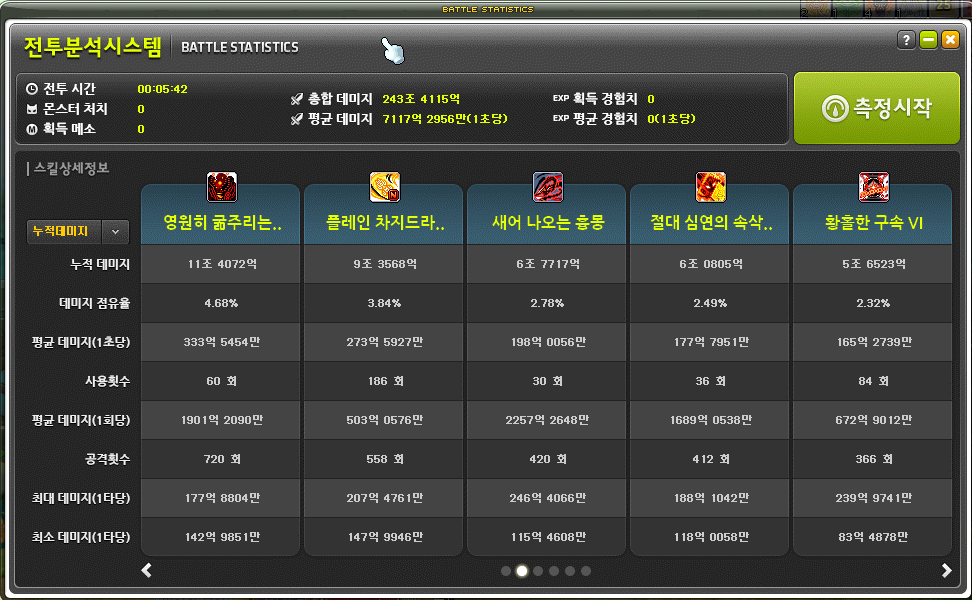 BATTLE STATISTICS
전투분석시스템 BATTLE STATISTICS
전투 시간 00:05:42
몬스터 처치 0
획득 메소 0
총합 데미지 243조 4115억
평균 데미지 7117억 2956만(1초당)
EXP 획득 경험치 0
EXP 평균 경험치 0(1초당)
측정시작
스킬상세정보
누적데미지 영원히 굶주리는.. 플레인 차지드라.. 새어 나오는 흉몽 절대 심연의 속삭.. 황홀한 구속 VI
누적 데미지 11조 4072억 9조 3568억 6조 7717억 6조 0805억 5조 6523억
데미지 점유율 4.68% 3.84% 2.78% 2.49% 2.32%
평균 데미지(1초당) 333억 5454만 273억 5927만 198억 0056만 177억 7951만 165억 2739만
사용횟수 60 회 186 회 30 회 36 회 84 회
평균 데미지(1회당) 1901억 2090만 503억 0576만 2257억 2648만 1689억 0538만 672억 9012만
공격횟수 720 회 558 회 420 회 412 회 366 회
최대 데미지(1타당) 177억 8804만 207억 4761만 246억 4066만 188억 1042만 239억 9741만
최소 데미지(1타당) 142억 9851만 147억 9946만 115억 4608만 118억 0058만 83억 4878만